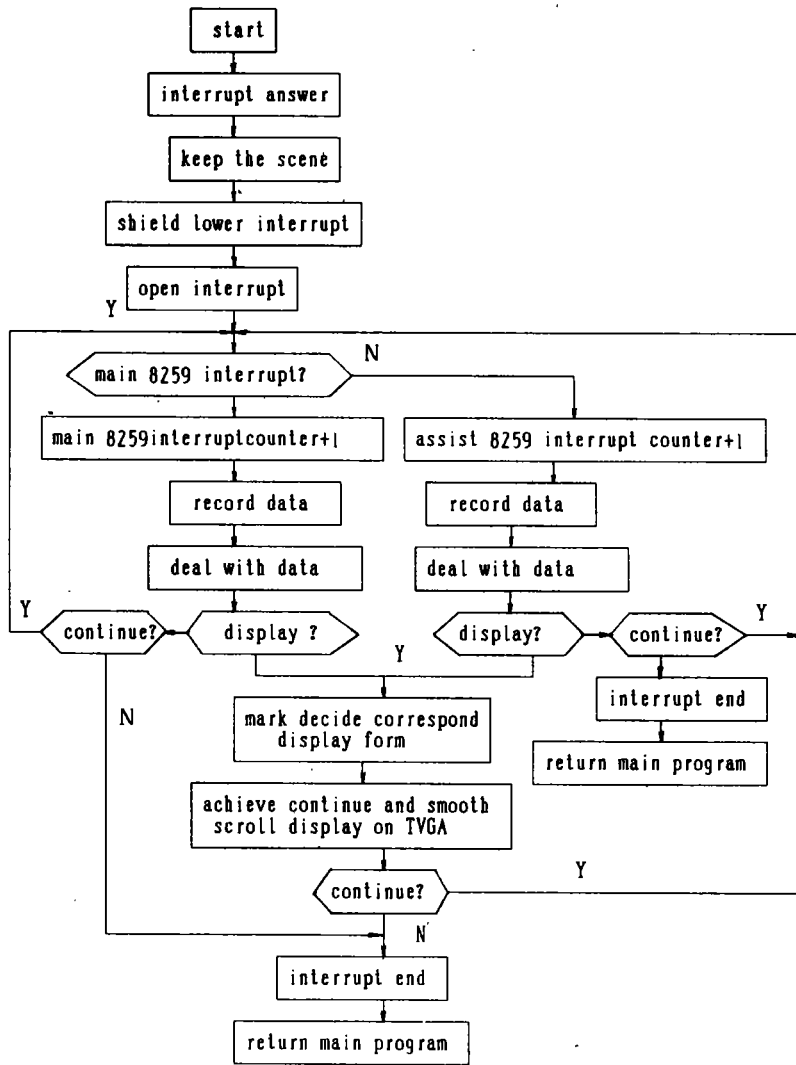 start
interrupt answer
keep the scene
shield lower interrupt
open interrupt
Y
N
main 8259 interrupt?
main 8259interruptcounter+1
assist 8259 interrupt counter+1
record data
record data
deal with data
deal with data
Y
continue?
display ?
display?
continue?
Y
Y
N
mark decide correspond
display form
interrupt end
return main program
achieve continue and smooth
scroll display on TVGA
continue?
Y
N
interrupt end
return main program